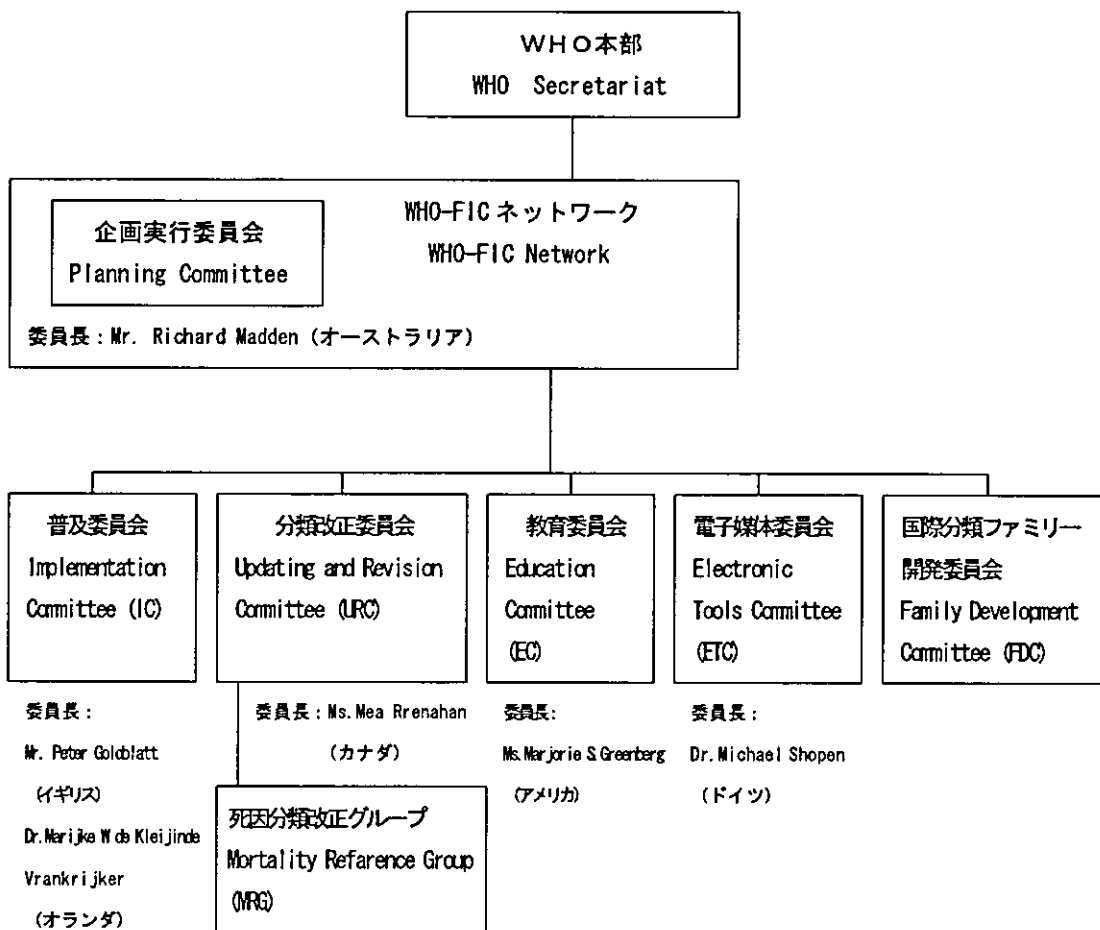 WHO本部
WHO Secretariat
企画実行委員会
Planning Committee
WHO-FIC ネットワーク
WHO-FIC Network
委員長:Mr. Richard Madden (オーストラリア)
普及委員会
Implementation
Committee (IC)
分類改正委員会
Updating and Revision
Committee (URC)
教育委員会
Education
Committee
(EC)
電子媒体委員会
Electronic
Tools Committee
(ETC)
国際分類ファミリー
開発委員会
Family Development
Committee (FDC)
委員長:
Mr. Peter Goldblatt
(イギリス)
Dr.Marijke W de Kleijinde
Vrankrijker
(オランダ)
委員長:Ms.Mea Rrenahan
(カナダ)
委員長:
Ms.Marjorie S.Greenberg
(アメリカ)
委員長:
Dr.Michael Shopen
(ドイツ)
死因分類改正グループ
Mortality Refarence Group
(MRG)